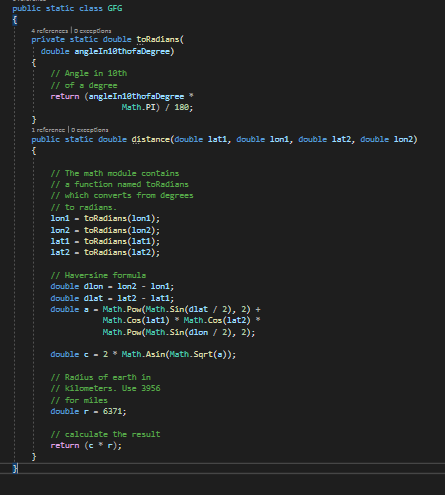 public static class GFG
{
4 references | 0 exceptions
private static double toRadians(
double angleIn10thofaDegree)
{
// Angle in 10th
// of a degree
return (angleIn10thofaDegree *
Math.PI) / 180;
}
1 reference | 0 exceptions
public static double distance(double lat1, double lon1, double lat2, double lon2)
{
// The math module contains
// a function named toRadians
// which converts from degrees
// to radians.
lon1 = toRadians(lon1);
lon2 = toRadians(lon2);
lat1 = toRadians(lat1);
lat2 = toRadians(lat2);
// Haversine formula
double dlon = lon2 - lon1;
double dlat = lat2 - lat1;
double a = Math.Pow(Math.Sin(dlat / 2), 2) +
Math.Cos(lat1) * Math.Cos(lat2) *
Math.Pow(Math.Sin(dlon / 2), 2);
double c = 2 * Math.Asin(Math.Sqrt(a));
// Radius of earth in
// kilometers. Use 3956
// for miles
double r = 6371;
// calculate the result
return (c * r);
}
}